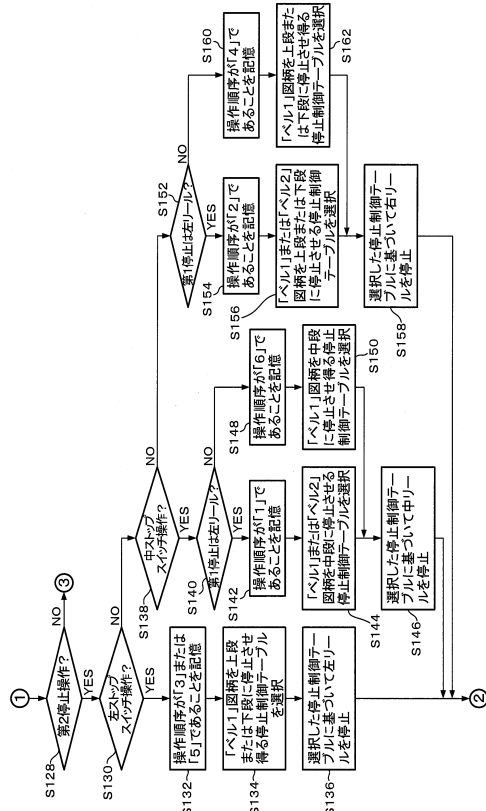 ①
S128
第2停止操作?
NO
③
YES
S130
左ストップ
スイッチ操作?
NO
YES
S132
操作順序が「3」または
「5」であることを記憶
S134
「ベル1」図柄を上段
または下段に停止させ
得る停止制御テーブル
を選択
S136
選択した停止制御テー
ブルに基づいて左リー
ルを停止
S138
中ストップ
スイッチ操作?
NO
YES
S140
第1停止は左リール?
NO
YES
S142
操作順序が「1」で
あることを記憶
S144
「ベル1」または「ベル2」
図柄を中段に停止させる
停止制御テーブルを選択
S148
操作順序が「6」で
あることを記憶
S150
「ベル1」図柄を中段
に停止させ得る停止
制御テーブルを選択
S146
選択した停止制御テー
ブルに基づいて中リー
ルを停止
S152
第1停止は左リール?
NO
YES
S154
操作順序が「2」で
あることを記憶
S156
「ベル1」または「ベル2」
図柄を上段または下段
に停止させる停止制御
テーブルを選択
S160
操作順序が「4」で
あることを記憶
S162
「ベル1」図柄を上段また
は下段に停止させ得る
停止制御テーブルを選択
S158
選択した停止制御テー
ブルに基づいて右リー
ルを停止
②